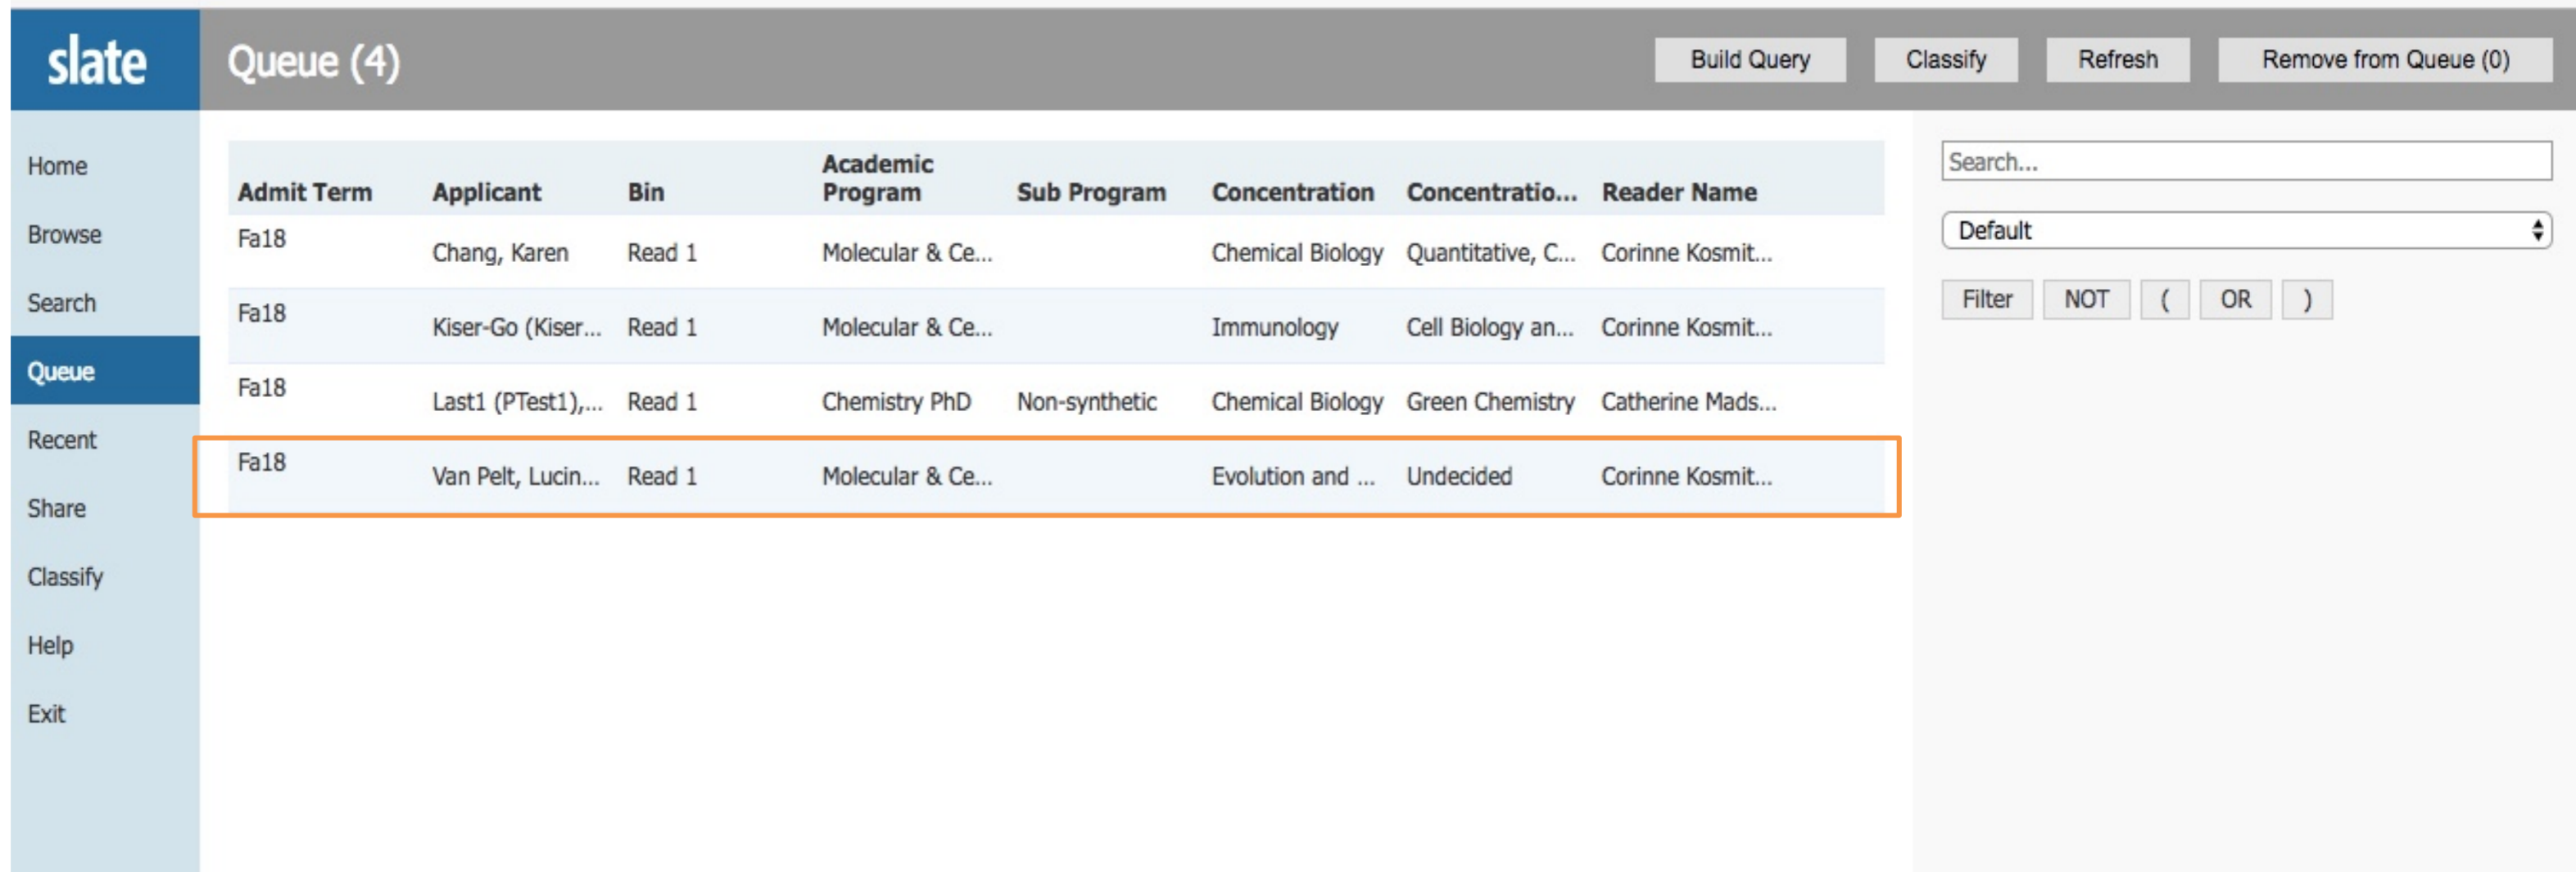 slate
Queue (4)
Build Query Classify Refresh Remove from Queue (0)
Home
Browse
Search
Queue
Recent
Share
Classify
Help
Exit
Admit Term Applicant Bin Academic Program Sub Program Concentration Concentratio... Reader Name
Fa18 Chang, Karen Read 1 Molecular & Ce... Chemical Biology Quantitative, C... Corinne Kosmit...
Fa18 Kiser-Go (Kiser... Read 1 Molecular & Ce... Immunology Cell Biology an... Corinne Kosmit...
Fa18 Last1 (PTest1),... Read 1 Chemistry PhD Non-synthetic Chemical Biology Green Chemistry Catherine Mads...
Fa18 Van Pelt, Lucin... Read 1 Molecular & Ce... Evolution and ... Undecided Corinne Kosmit...
Search...
Default
Filter NOT ( OR )